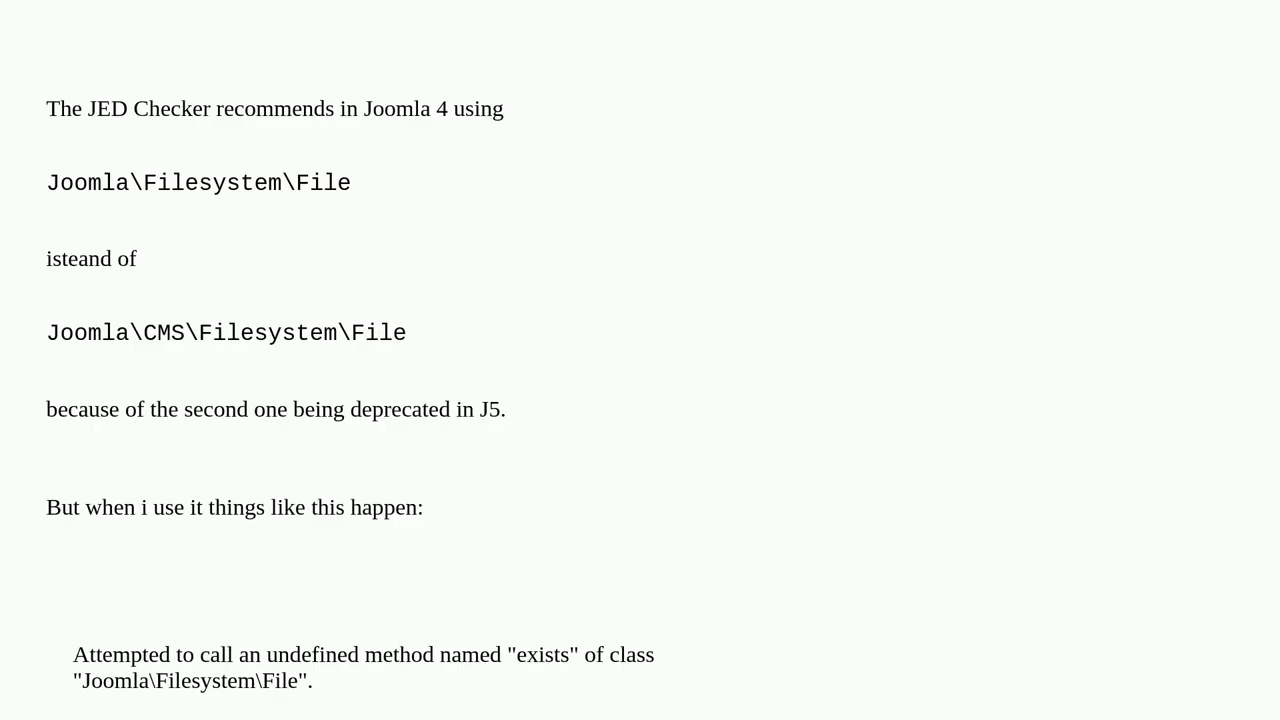 The JED Checker recommends in Joomla 4 using
Joomla\Filesystem\File
isteand of
Joomla\CMS\Filesystem\File
because of the second one being deprecated in J5.
But when i use it things like this happen:
Attempted to call an undefined method named "exists" of class
"Joomla\Filesystem\File".